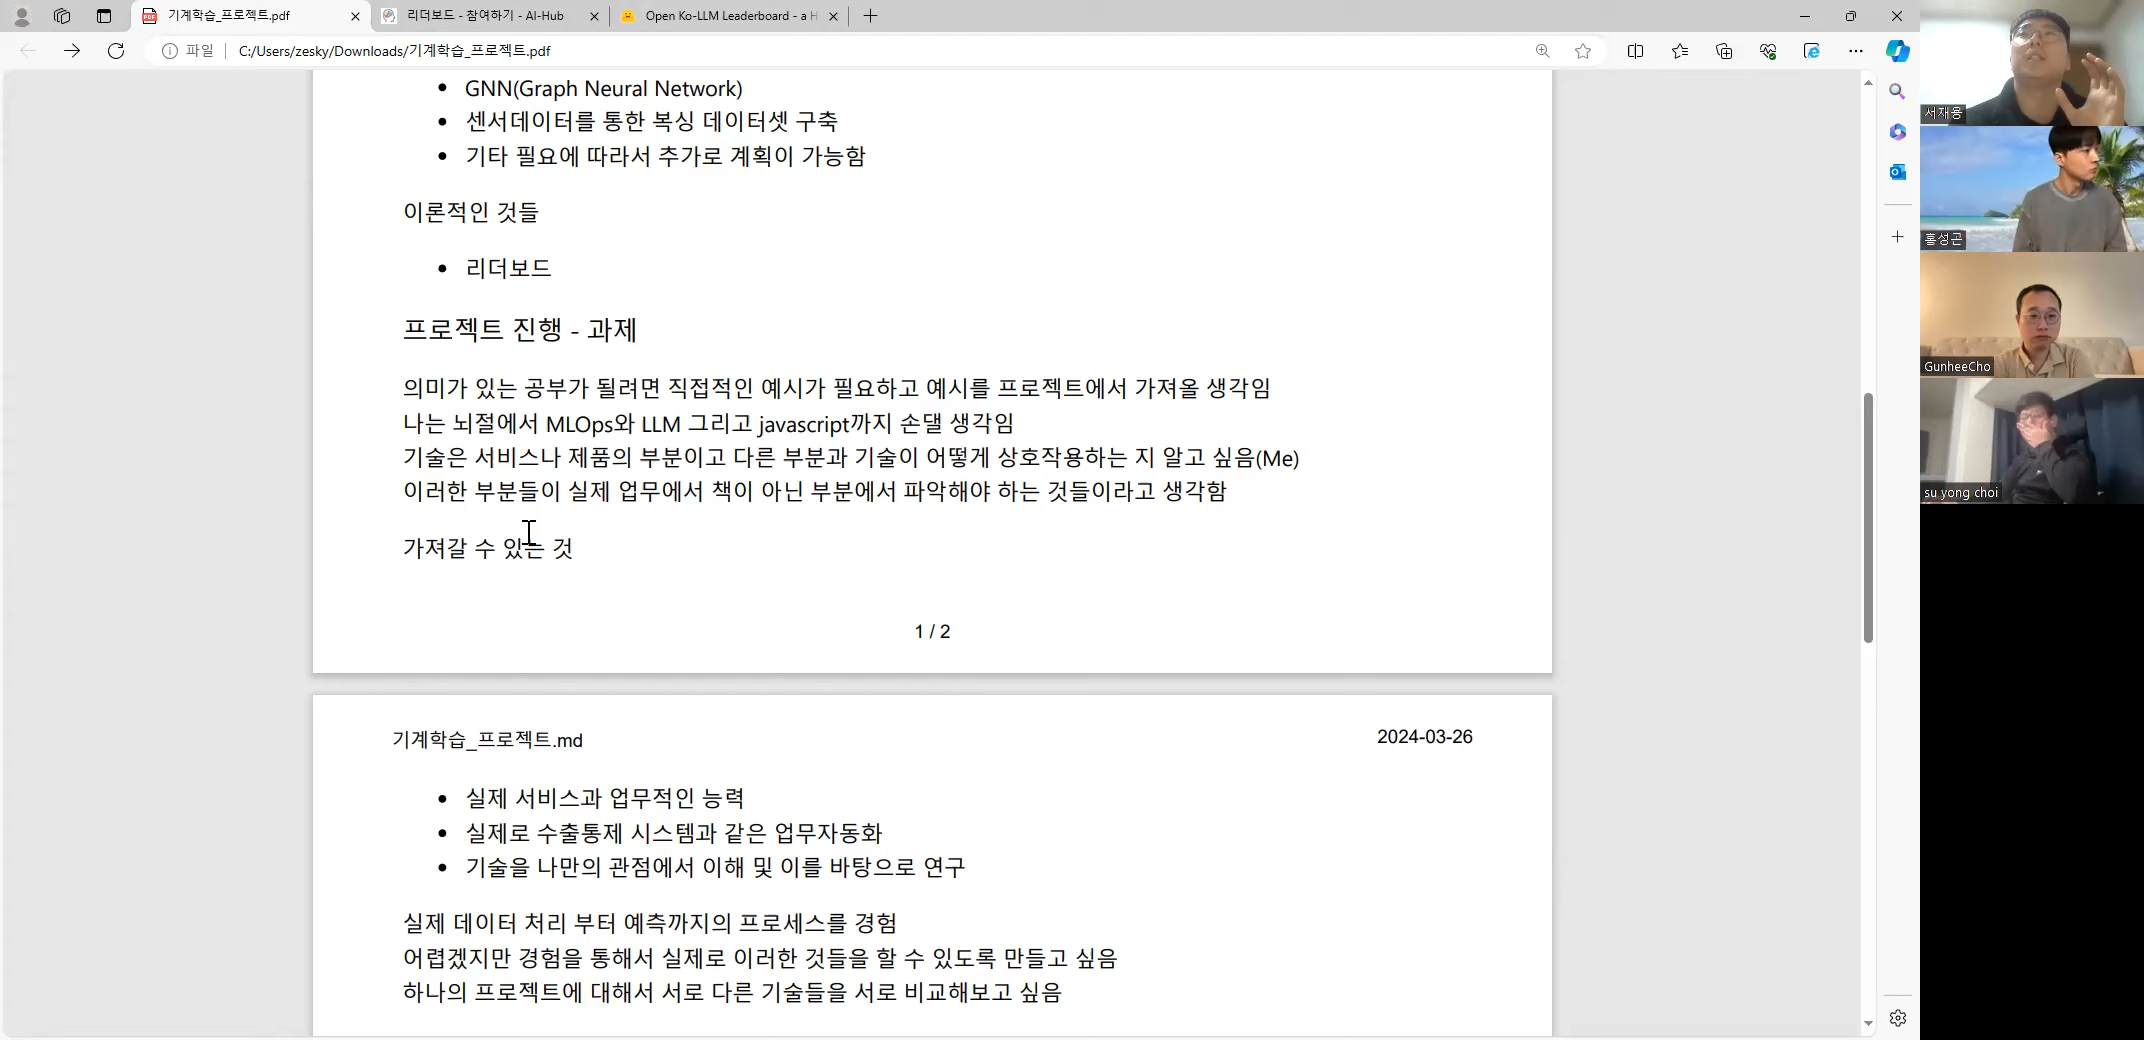 기계학습_프로젝트.pdf
리더보드 - 참여하기 - AI-Hub
Open Ko-LLM Leaderboard - a H
파일
C:/Users/zesky/Downloads/기계학습_프로젝트.pdf
• GNN(Graph Neural Network)
• 센서데이터를 통한 복싱 데이터셋 구축
• 기타 필요에 따라서 추가로 계획이 가능함
이론적인 것들
• 리더보드
프로젝트 진행 - 과제
의미가 있는 공부가 될려면 직접적인 예시가 필요하고 예시를 프로젝트에서 가져올 생각임
나는 뇌절에서 MLOps와 LLM 그리고 javascript까지 손댈 생각임
기술은 서비스나 제품의 부분이고 다른 부분과 기술이 어떻게 상호작용하는 지 알고 싶음(Me)
이러한 부분들이 실제 업무에서 책이 아닌 부분에서 파악해야 하는 것들이라고 생각함
가져갈 수 있는 것
1 / 2
기계학습_프로젝트.md
2024-03-26
• 실제 서비스과 업무적인 능력
• 실제로 수출통제 시스템과 같은 업무자동화
• 기술을 나만의 관점에서 이해 및 이를 바탕으로 연구
실제 데이터 처리 부터 예측까지의 프로세스를 경험
어렵겠지만 경험을 통해서 실제로 이러한 것들을 할 수 있도록 만들고 싶음
하나의 프로젝트에 대해서 서로 다른 기술들을 서로 비교해보고 싶음
서재용
홍성곤
GunheeCho
su yong choi